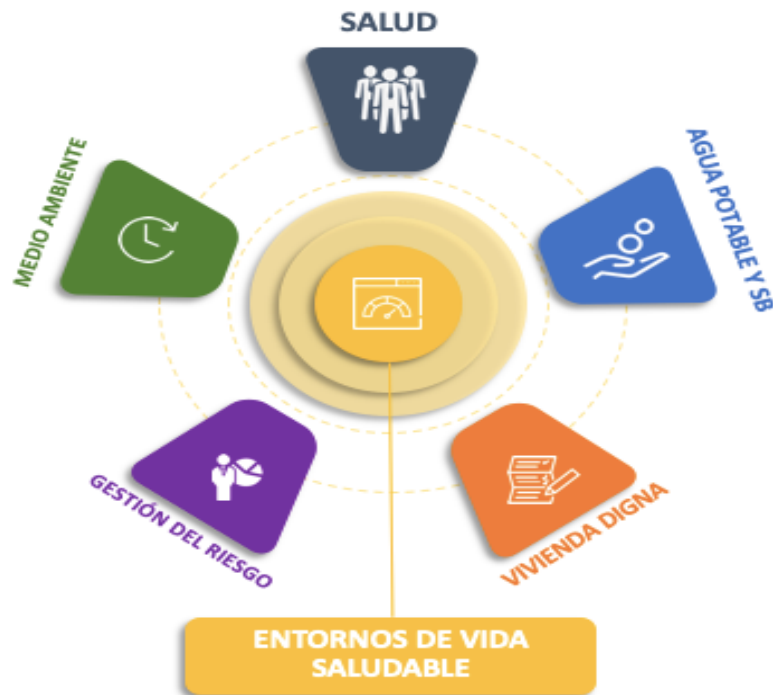 SALUD
AGUA POTABLE Y SB
VIVIENDA DIGNA
GESTIÓN DEL RIESGO
MEDIO AMBIENTE
ENTORNOS DE VIDA
SALUDABLE